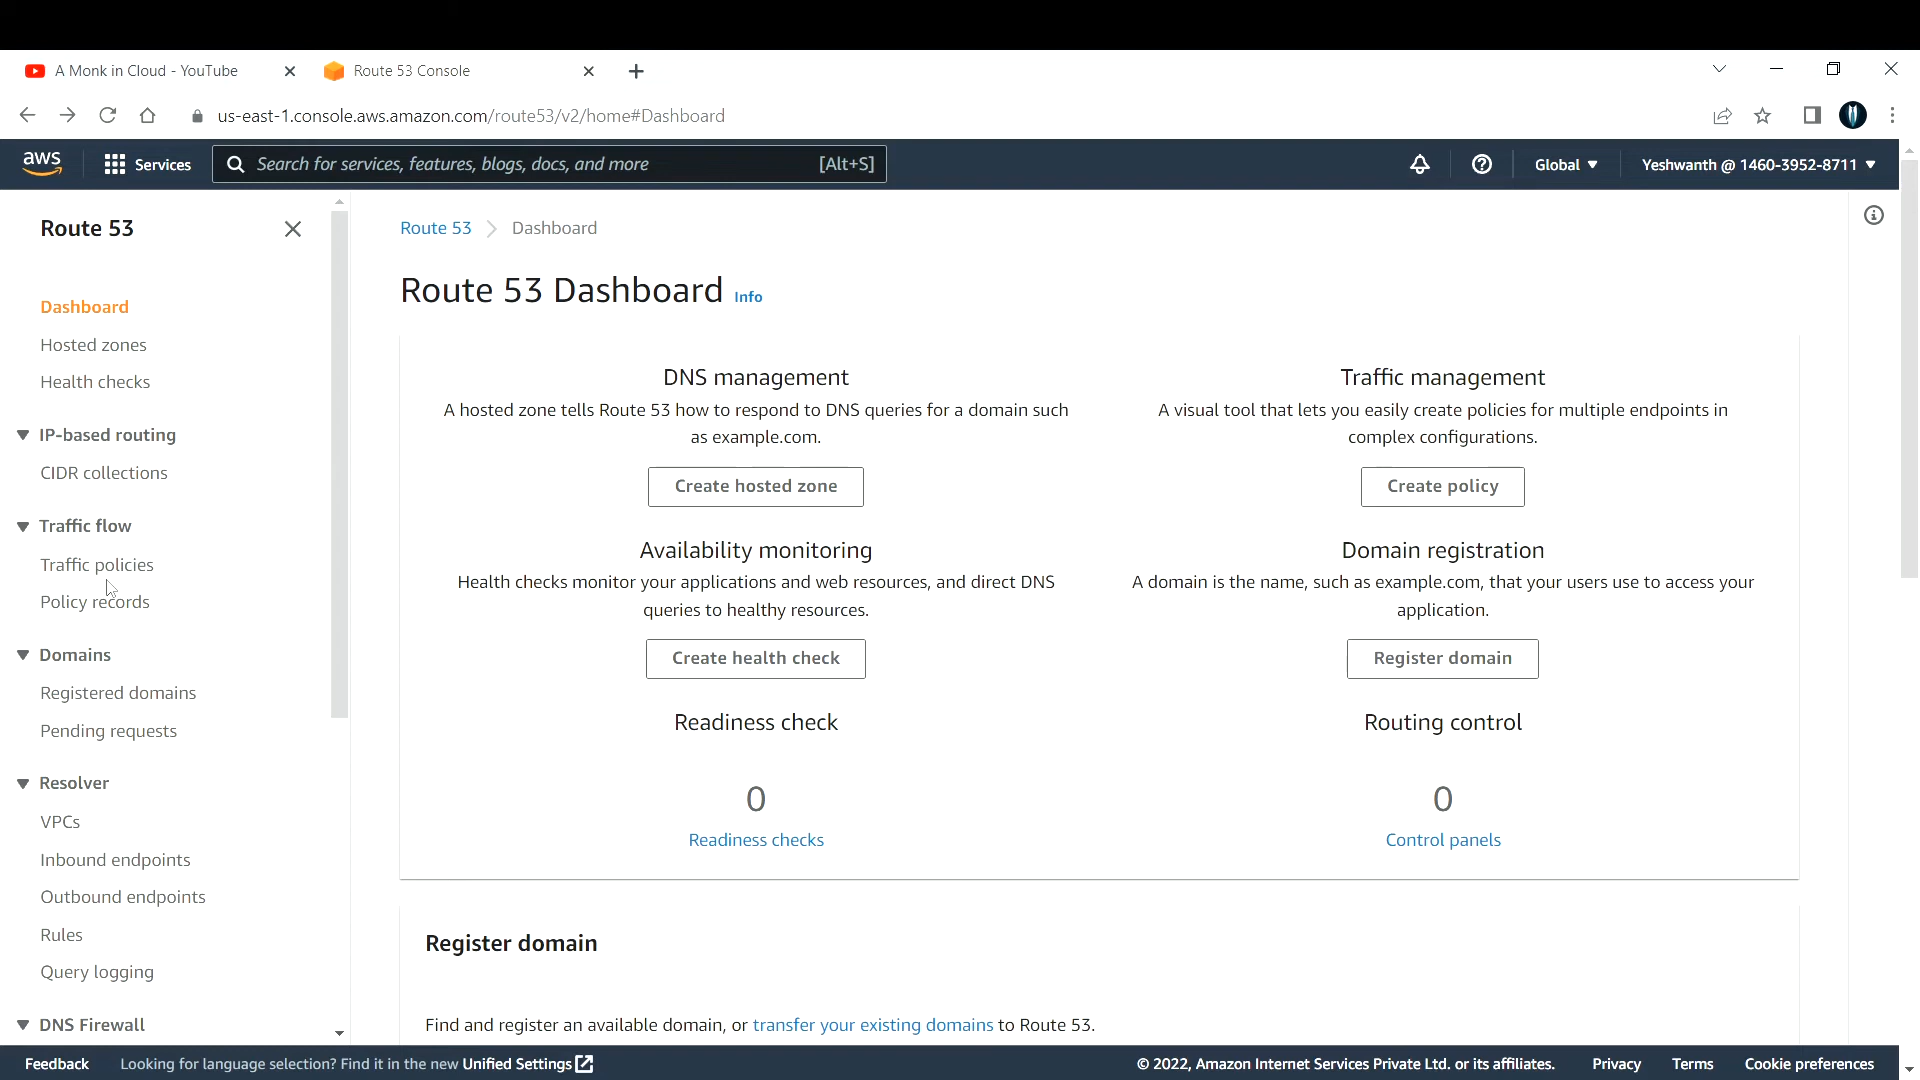 A Monk in Cloud - YouTube
Route 53 Console
us-east-1.console.aws.amazon.com/route53/v2/home#Dashboard
aws
Services
Search for services, features, blogs, docs, and more
[Alt+S]
Global
Yeshwanth @ 1460-3952-8711
Route 53
Dashboard
Hosted zones
Health checks
IP-based routing
CIDR collections
Traffic flow
Traffic policies
Policy records
Domains
Registered domains
Pending requests
Resolver
VPCs
Inbound endpoints
Outbound endpoints
Rules
Query logging
DNS Firewall
Route 53 > Dashboard
Route 53 Dashboard Info
DNS management
A hosted zone tells Route 53 how to respond to DNS queries for a domain such
as example.com.
Create hosted zone
Traffic management
A visual tool that lets you easily create policies for multiple endpoints in
complex configurations.
Create policy
Availability monitoring
Health checks monitor your applications and web resources, and direct DNS
queries to healthy resources.
Create health check
Domain registration
A domain is the name, such as example.com, that your users use to access your
application.
Register domain
Readiness check
0
Readiness checks
Routing control
0
Control panels
Register domain
Find and register an available domain, or transfer your existing domains to Route 53.
Feedback
Looking for language selection? Find it in the new Unified Settings
© 2022, Amazon Internet Services Private Ltd. or its affiliates.
Privacy
Terms
Cookie preferences